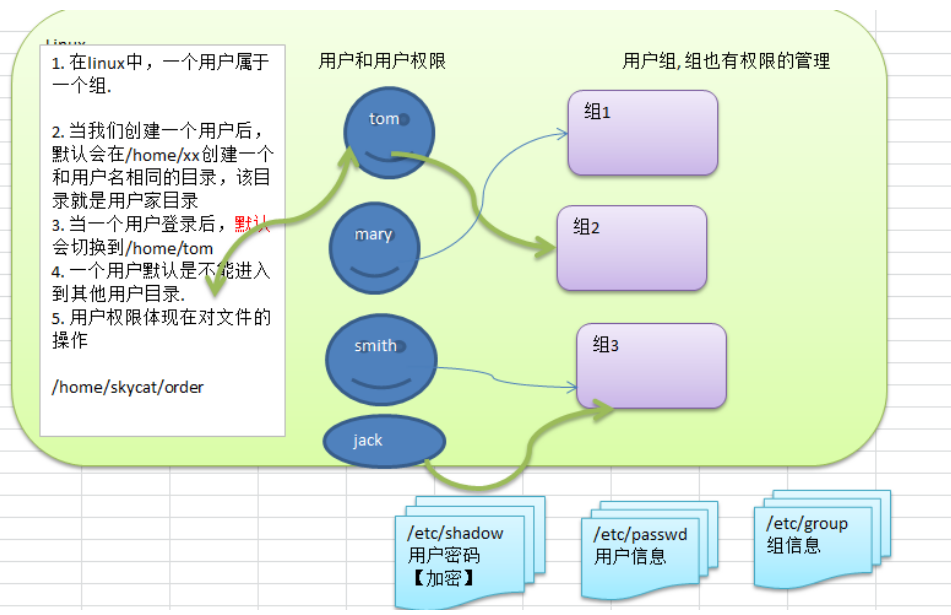 Linux
1. 在linux中，一个用户属于
一个组.
2. 当我们创建一个用户后，
默认会在/home/xx创建一个
和用户名相同的目录，该目
录就是用户家目录
3. 当一个用户登录后，默认
会切换到/home/tom
4. 一个用户默认是不能进入
到其他用户目录.
5. 用户权限体现在对文件的
操作
/home/skycat/order
用户和用户权限
tom
mary
smith
jack
用户组,组也有权限的管理
组1
组2
组3
/etc/shadow
用户密码
【加密】
/etc/passwd
用户信息
/etc/group
组信息